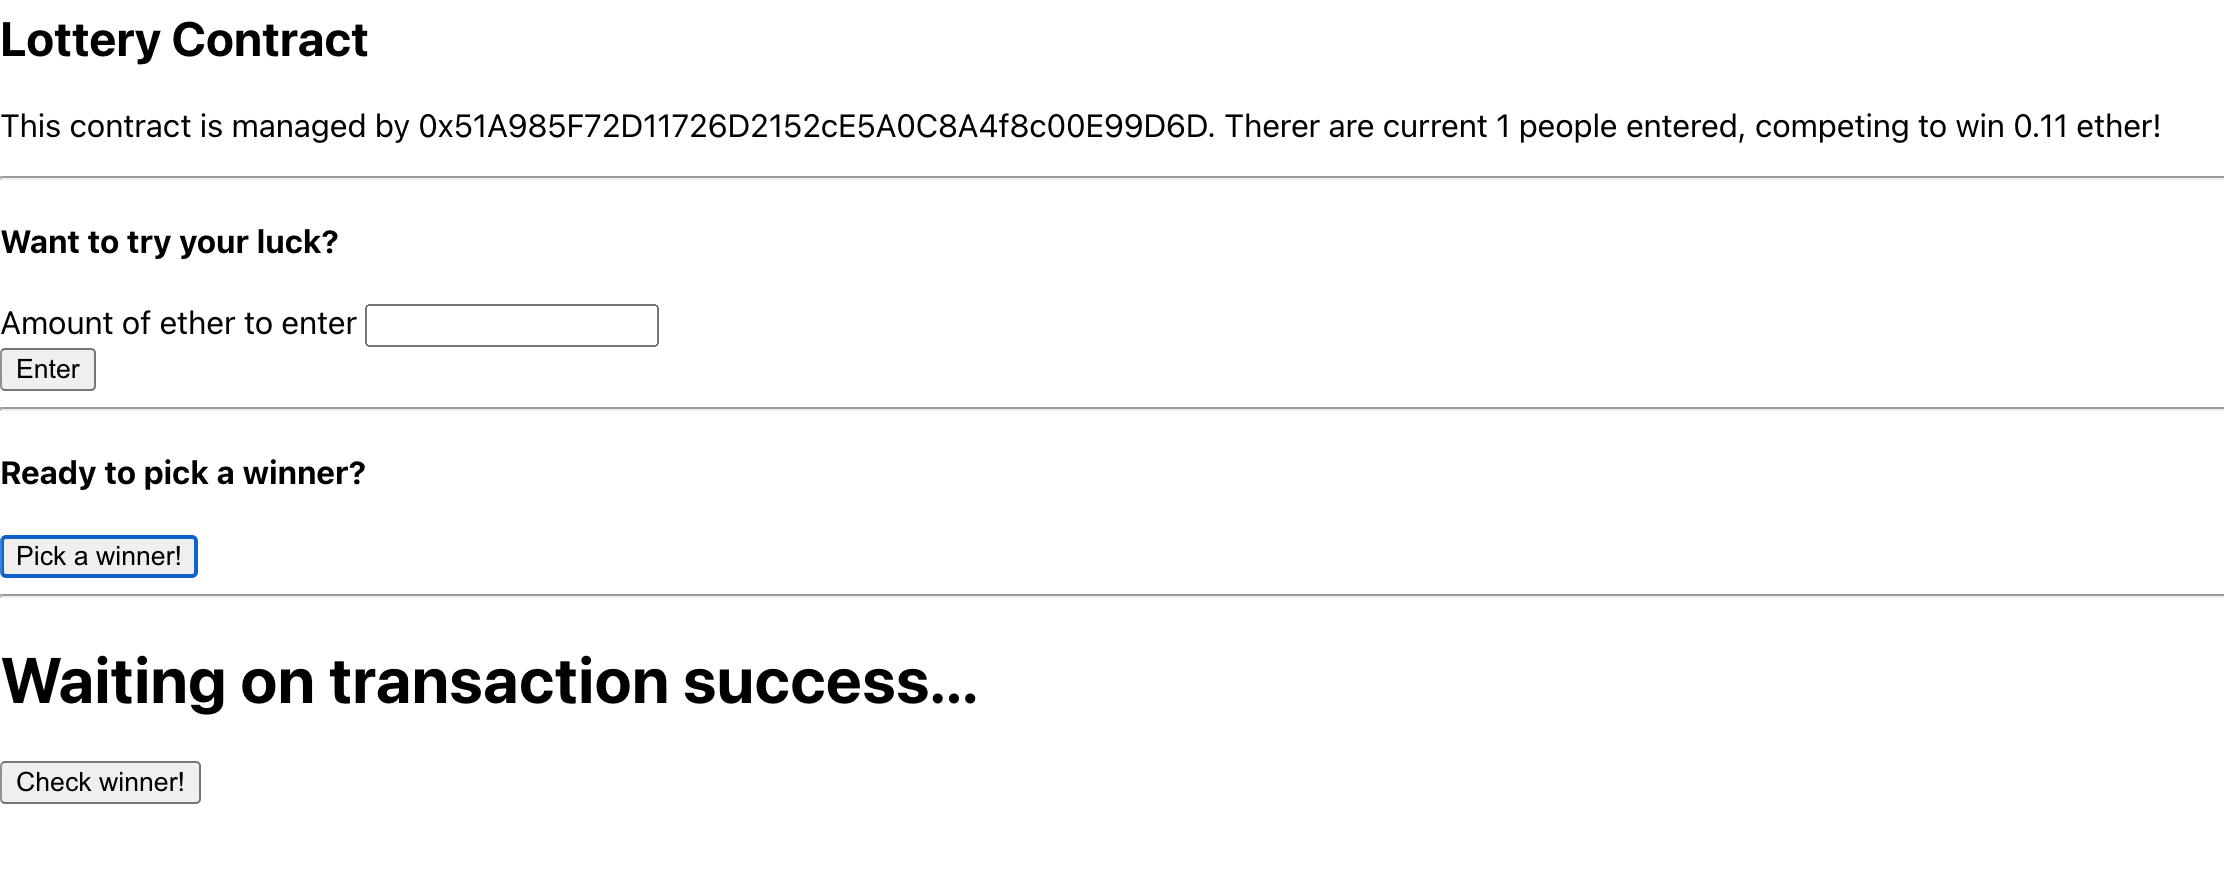 Lottery Contract
This contract is managed by 0x51A985F72D11726D2152cE5A0C8A4f8c00E99D6D. Therer are current 1 people entered, competing to win 0.11 ether!
Want to try your luck?
Amount of ether to enter
Enter
Ready to pick a winner?
Pick a winner!
Waiting on transaction success...
Check winner!